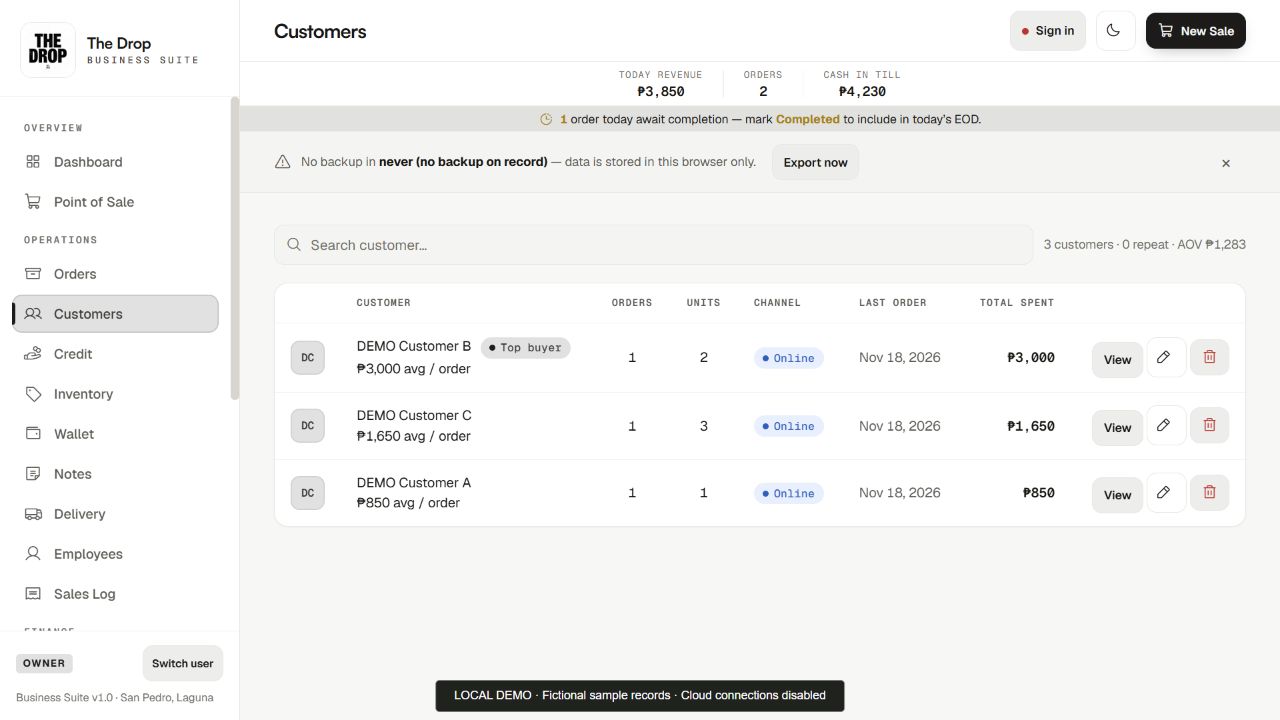 THE DROP
The Drop
BUSINESS SUITE
OVERVIEW
Dashboard
Point of Sale
OPERATIONS
Orders
Customers
Credit
Inventory
Wallet
Notes
Delivery
Employees
Sales Log
FINANCE
OWNER
Switch user
Business Suite v1.0 · San Pedro, Laguna
Customers
Sign in
New Sale
TODAY REVENUE
₱3,850
ORDERS
2
CASH IN TILL
₱4,230
1 order today await completion — mark Completed to include in today's EOD.
No backup in never (no backup on record) — data is stored in this browser only.
Export now
×
Search customer…
3 customers · 0 repeat · AOV ₱1,283
CUSTOMER ORDERS UNITS CHANNEL LAST ORDER TOTAL SPENT
DC DEMO Customer B Top buyer 1 2 Online Nov 18, 2026 ₱3,000 View
₱3,000 avg / order
DC DEMO Customer C 1 3 Online Nov 18, 2026 ₱1,650 View
₱1,650 avg / order
DC DEMO Customer A 1 1 Online Nov 18, 2026 ₱850 View
₱850 avg / order
LOCAL DEMO · Fictional sample records · Cloud connections disabled